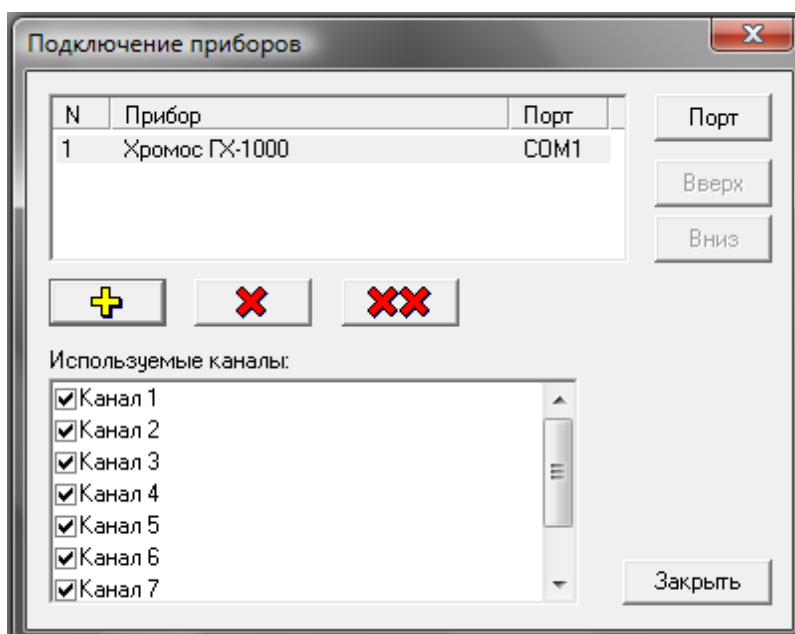 Подключение приборов
N Прибор Порт
1 Хромос ГХ-1000 COM1
Порт
Вверх
Вниз
Используемые каналы:
Канал 1
Канал 2
Канал 3
Канал 4
Канал 5
Канал 6
Канал 7
Закрыть